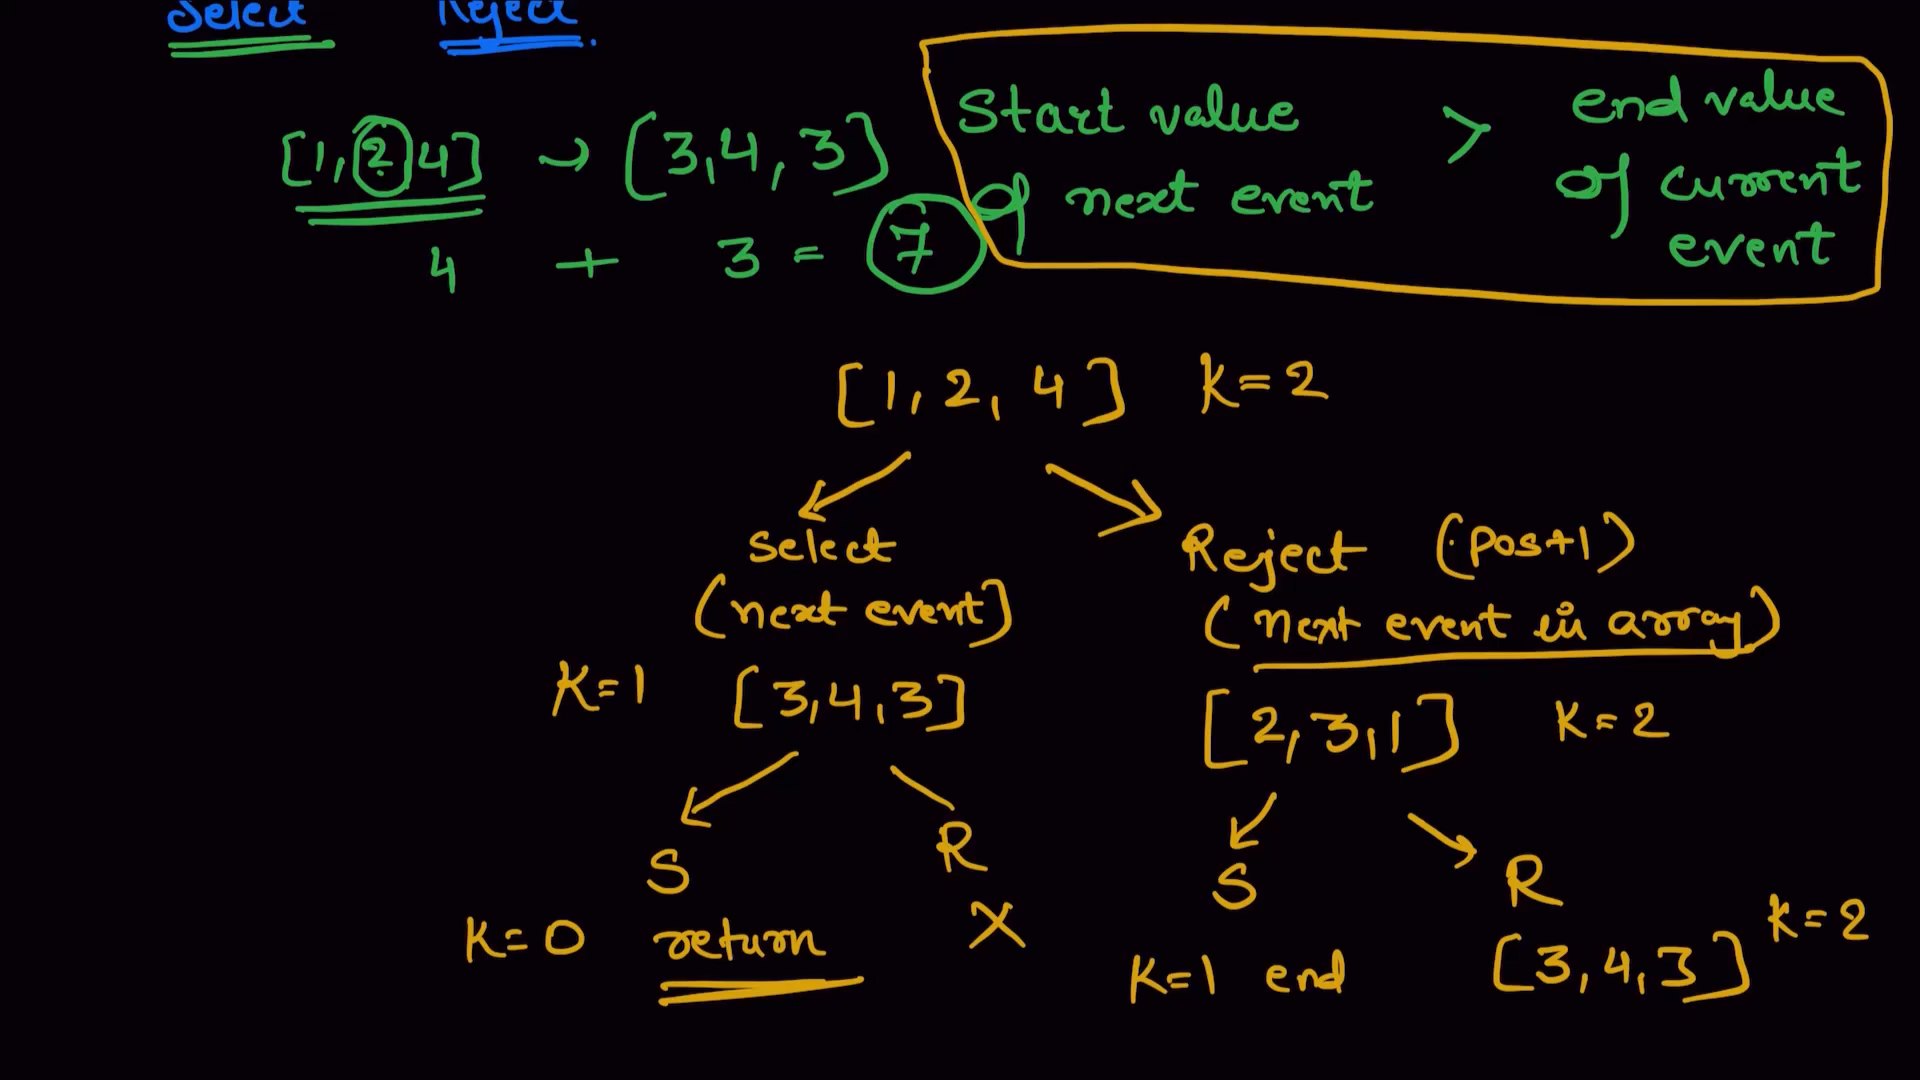 Select Reject.
[1,2 4] → [3,4,3]
4 + 3 = 7
Start value of next event > end value of current event
[1,2,4] K=2
Select
(next event)
Reject (pos+1)
(next event in array)
K=1 [3,4,3]
[2,3,1] K=2
S R
S R
K=0 return X
K=1 end
[3,4,3] K=2